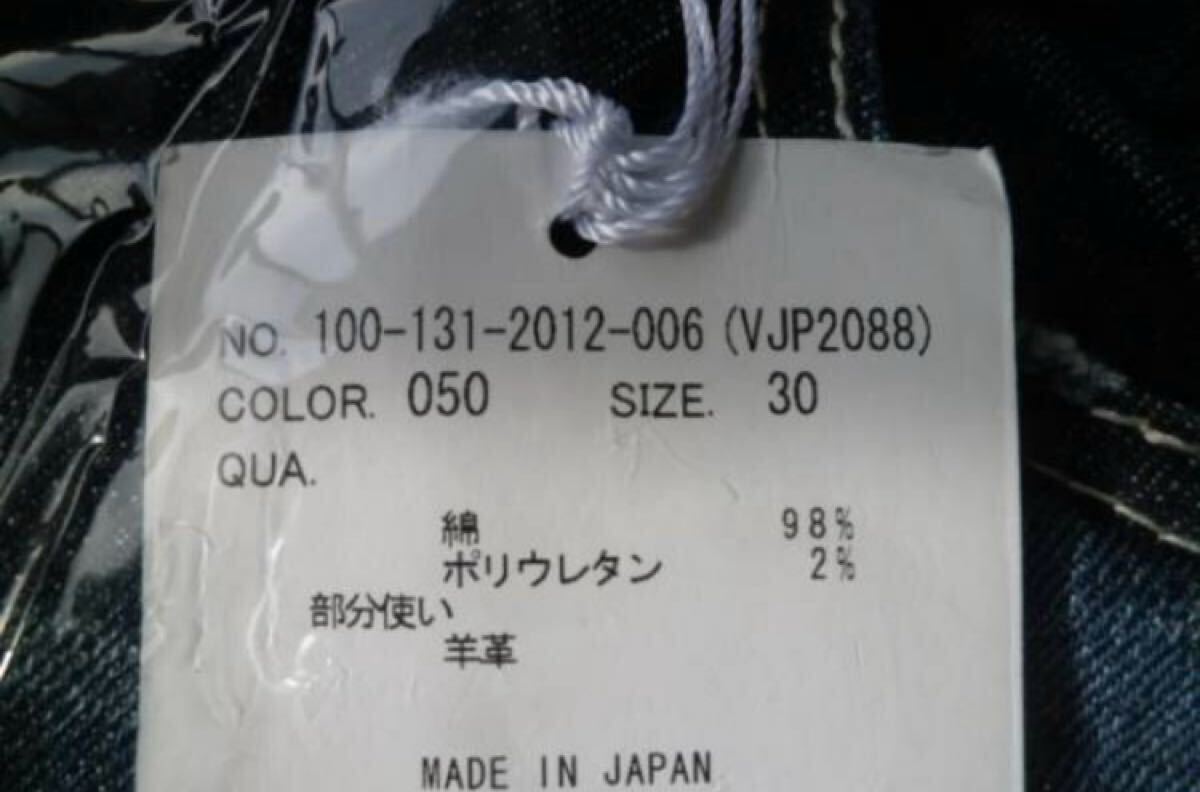 NO. 100-131-2012-006 (VJP2088)
COLOR. 050 SIZE. 30
QUA.
綿 98%
ポリウレタン 2%
部分使い
羊革
MADE IN JAPAN